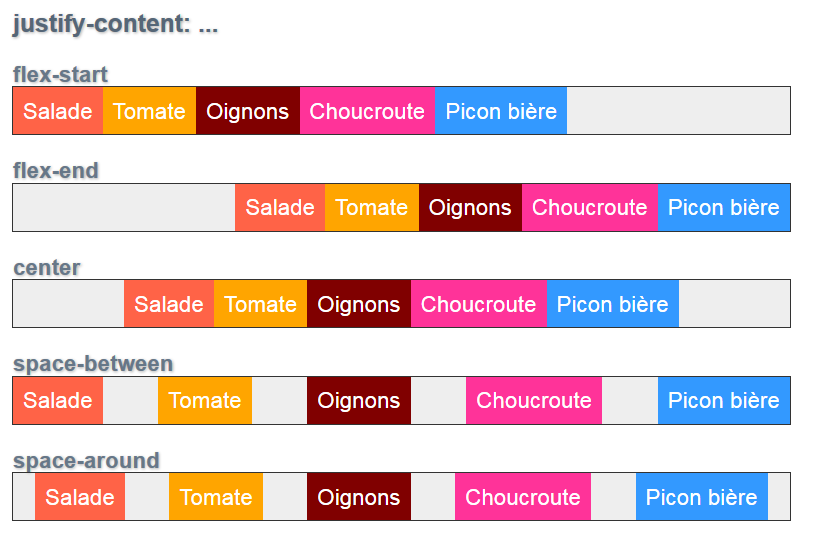 justify-content: ...
flex-start
Salade Tomate Oignons Choucroute Picon bière
flex-end
Salade Tomate Oignons Choucroute Picon bière
center
Salade Tomate Oignons Choucroute Picon bière
space-between
Salade Tomate Oignons Choucroute Picon bière
space-around
Salade Tomate Oignons Choucroute Picon bière